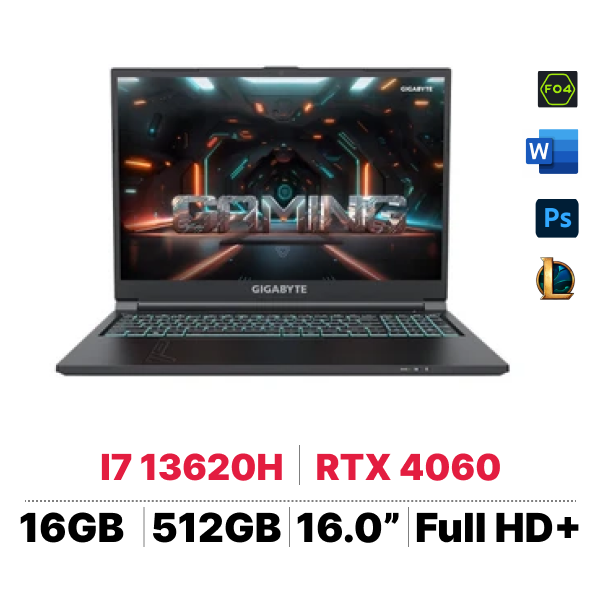 GIGABYTE
FO4
W
Ps
GAMING
GIGABYTE
I7 13620H
RTX 4060
16GB
512GB
16.0”
Full HD+